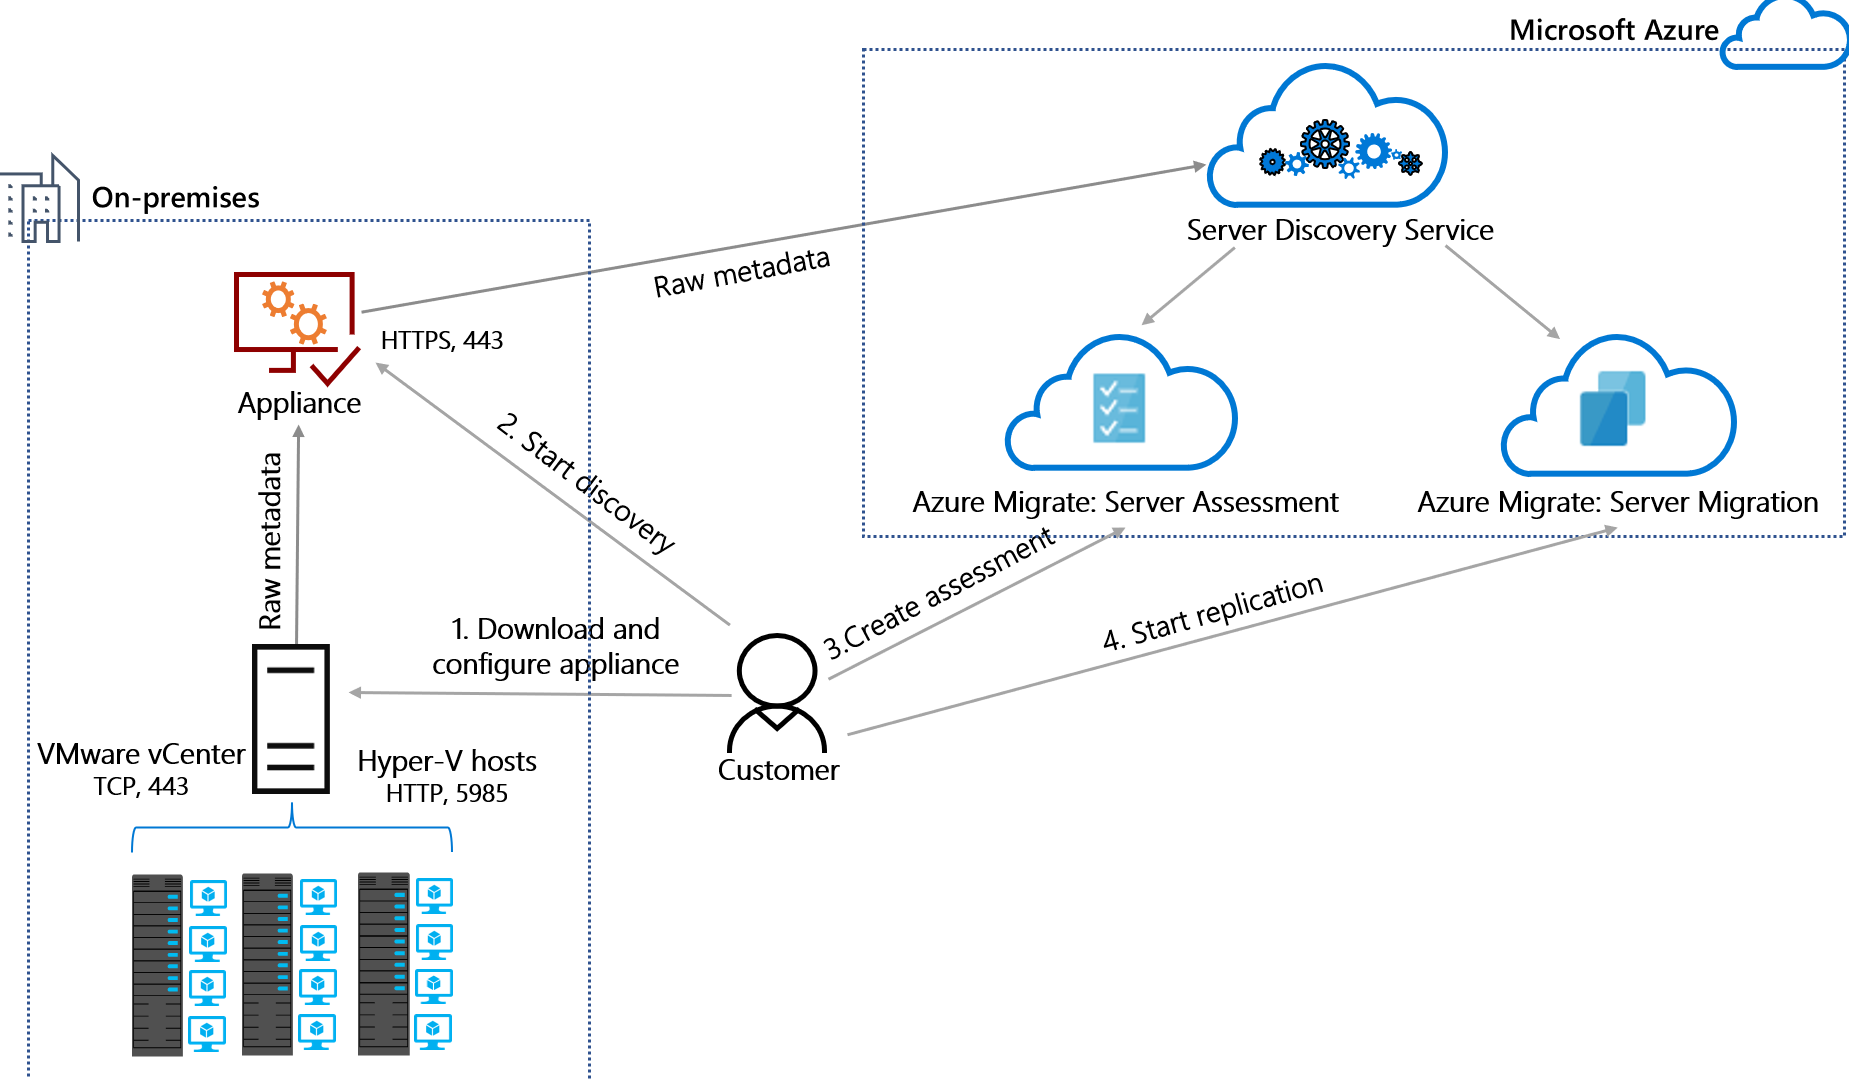 Microsoft Azure
On-premises
Server Discovery Service
Raw metadata
HTTPS, 443
Appliance
2. Start discovery
Raw metadata
Azure Migrate: Server Assessment
Azure Migrate: Server Migration
3.Create assessment
4. Start replication
1. Download and
configure appliance
VMware vCenter
TCP, 443
Hyper-V hosts
HTTP, 5985
Customer